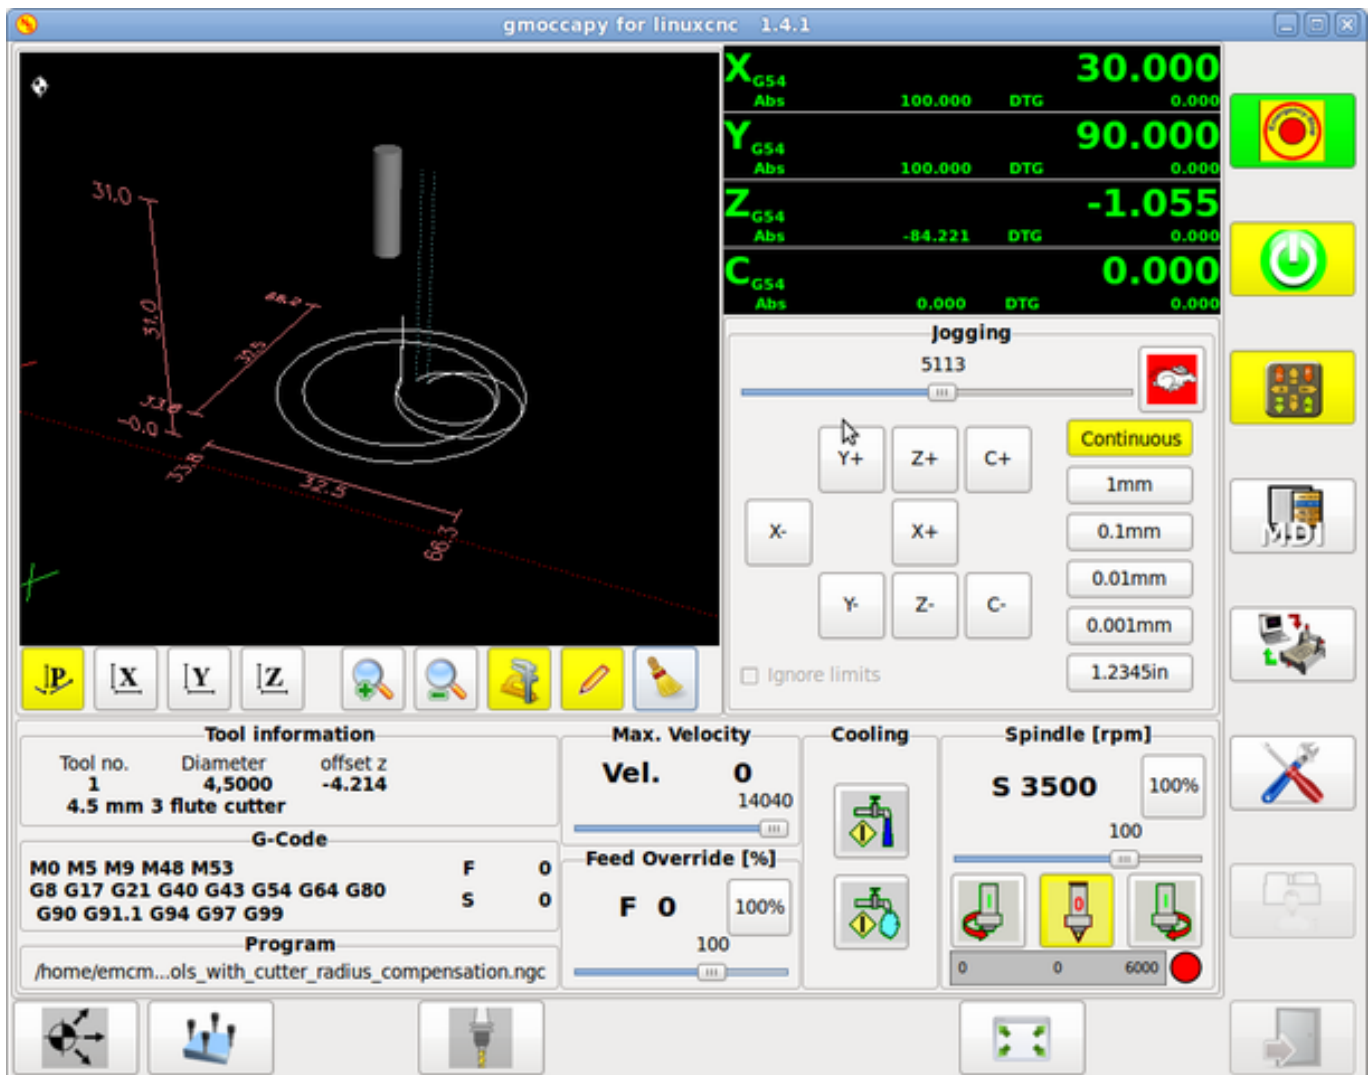 gmoccapy for linuxcnc 1.4.1
X G54 30.000
Abs 100.000 DTG 0.000
Y G54 90.000
Abs 100.000 DTG 0.000
Z G54 -1.055
Abs -84.221 DTG 0.000
C G54 0.000
Abs 0.000 DTG 0.000
31.0
31.0
33.8
-0.0
33.8
32.5
66.3
Jogging
5113
Continuous
Y+ Z+ C+
1mm
X- X+
0.1mm
0.01mm
Y- Z- C-
0.001mm
Ignore limits
1.2345in
MDI
P X Y Z
Tool information
Tool no. Diameter offset z
1 4,5000 -4.214
4.5 mm 3 flute cutter
G-Code
M0 M5 M9 M48 M53 F 0
G8 G17 G21 G40 G43 G54 G64 G80 S 0
G90 G91.1 G94 G97 G99
Program
/home/emcm...ols_with_cutter_radius_compensation.ngc
Max. Velocity
Vel. 0
14040
Feed Override [%]
F 0 100%
100
Cooling
Spindle [rpm]
S 3500 100%
100
0 0 6000